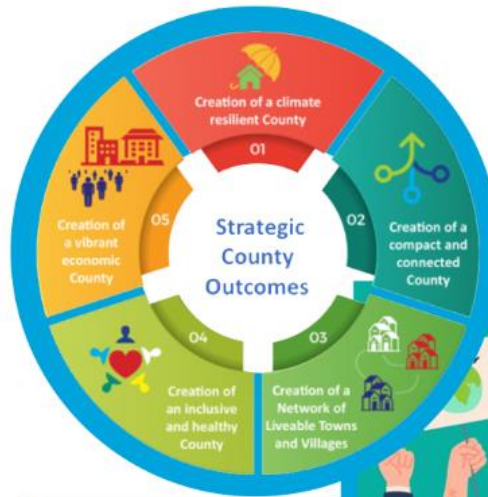 Creation of a climate
resilient County
01
02
Creation of a
compact and
connected
County
03
Creation of a
Network of
Liveable Towns
and Villages
04
Creation of
an inclusive
and healthy
County
05
Creation of
a vibrant
economic
County
Strategic
County
Outcomes